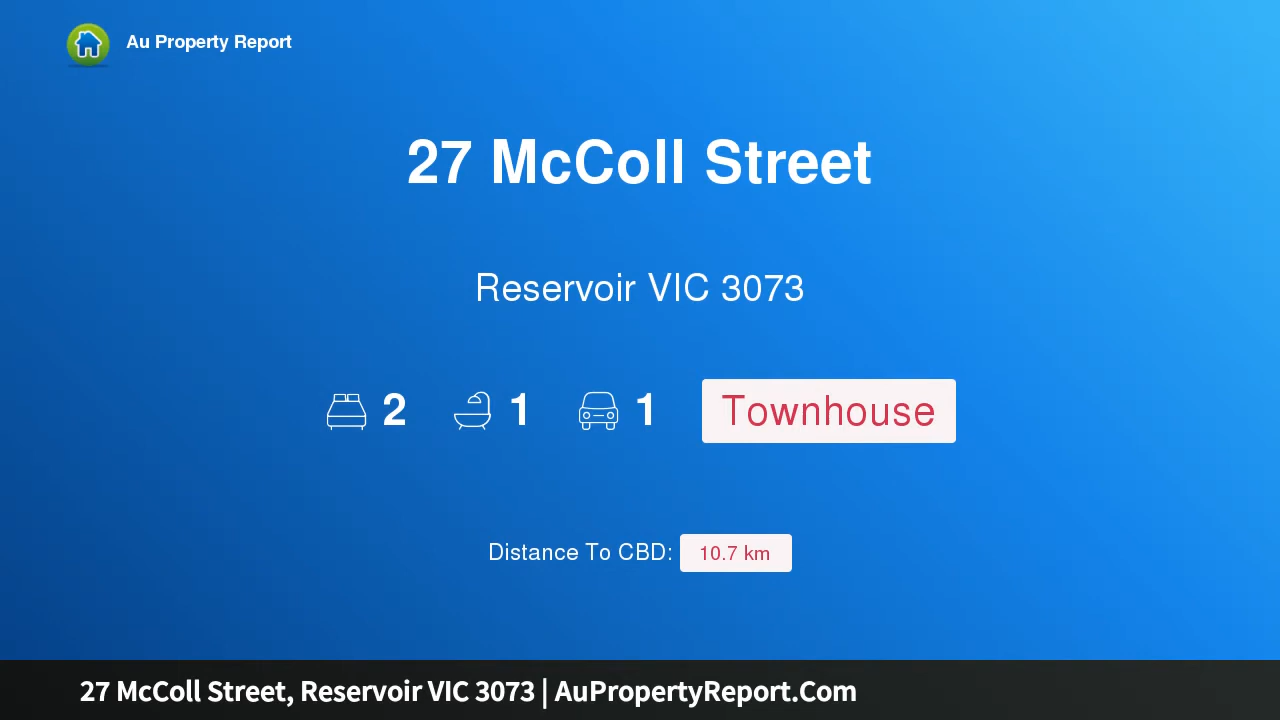 Au Property Report
27 McColl Street
Reservoir VIC 3073
2 1 1 Townhouse
Distance To CBD: 10.7 km
27 McColl Street, Reservoir VIC 3073 | AuPropertyReport.Com